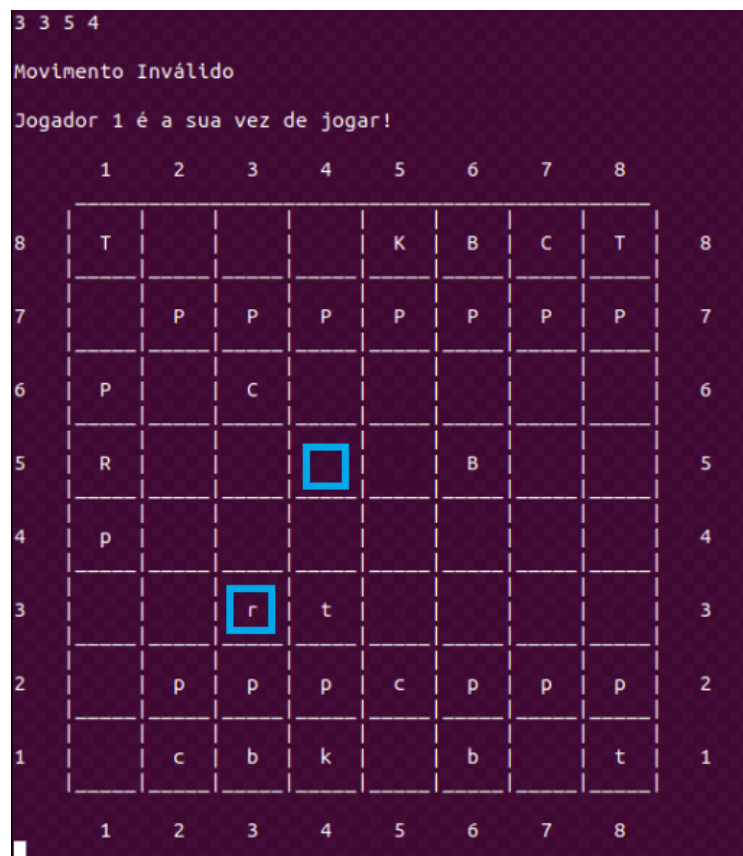 3 3 5 4
Movimento Inválido
Jogador 1 é a sua vez de jogar!
1 2 3 4 5 6 7 8
8 T K B C T 8
7 P P P P P P P 7
6 P C 6
5 R B 5
4 p 4
3 r t 3
2 p p p c p p p 2
1 c b k b t 1
1 2 3 4 5 6 7 8